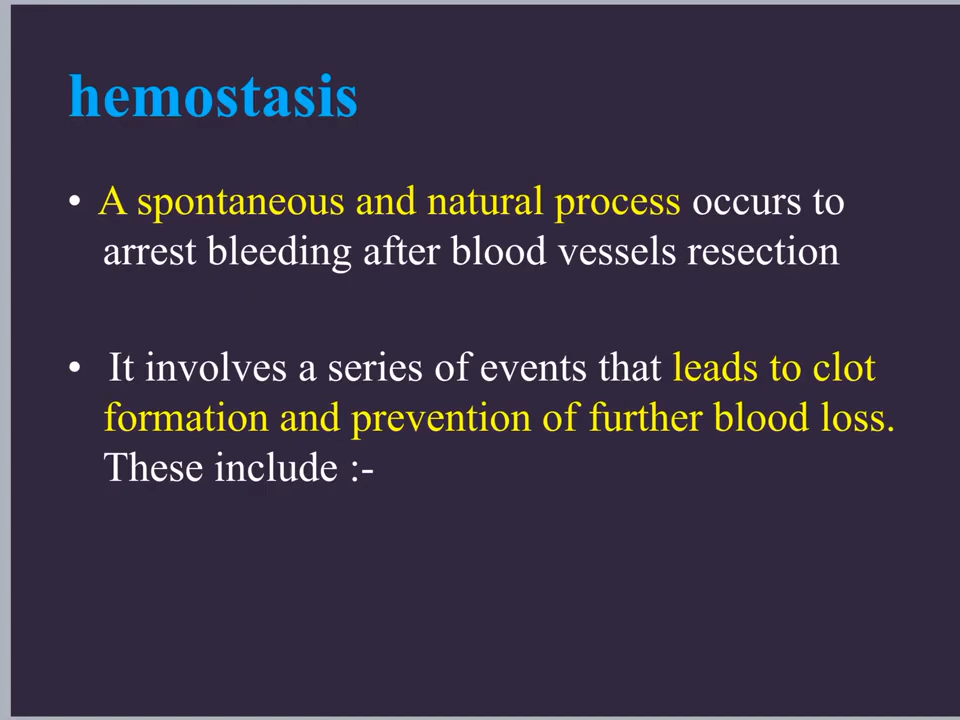 hemostasis
• A spontaneous and natural process occurs to
arrest bleeding after blood vessels resection
• It involves a series of events that leads to clot
formation and prevention of further blood loss.
These include :-